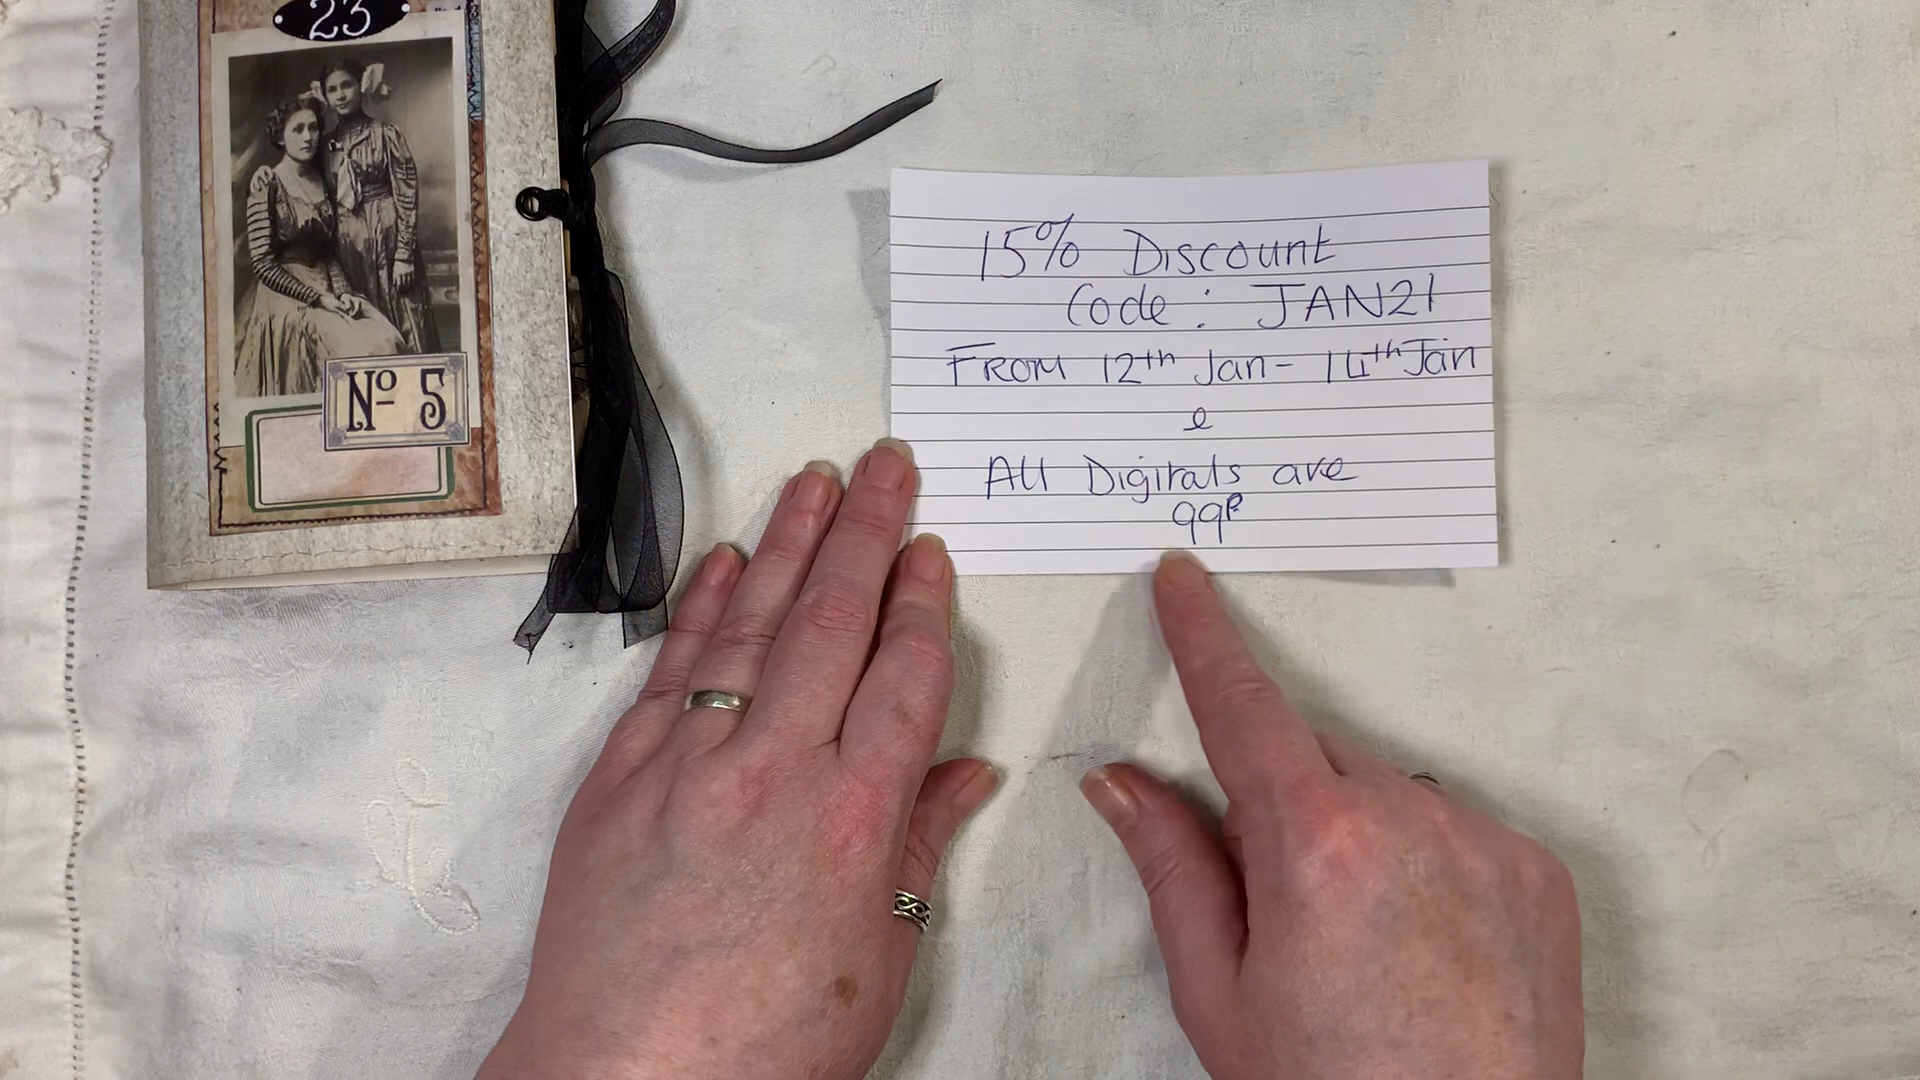 23
Nº 5
15% Discount
Code: JAN21
FROM 12th Jan - 14th Jan
e
All Digitals are
99P